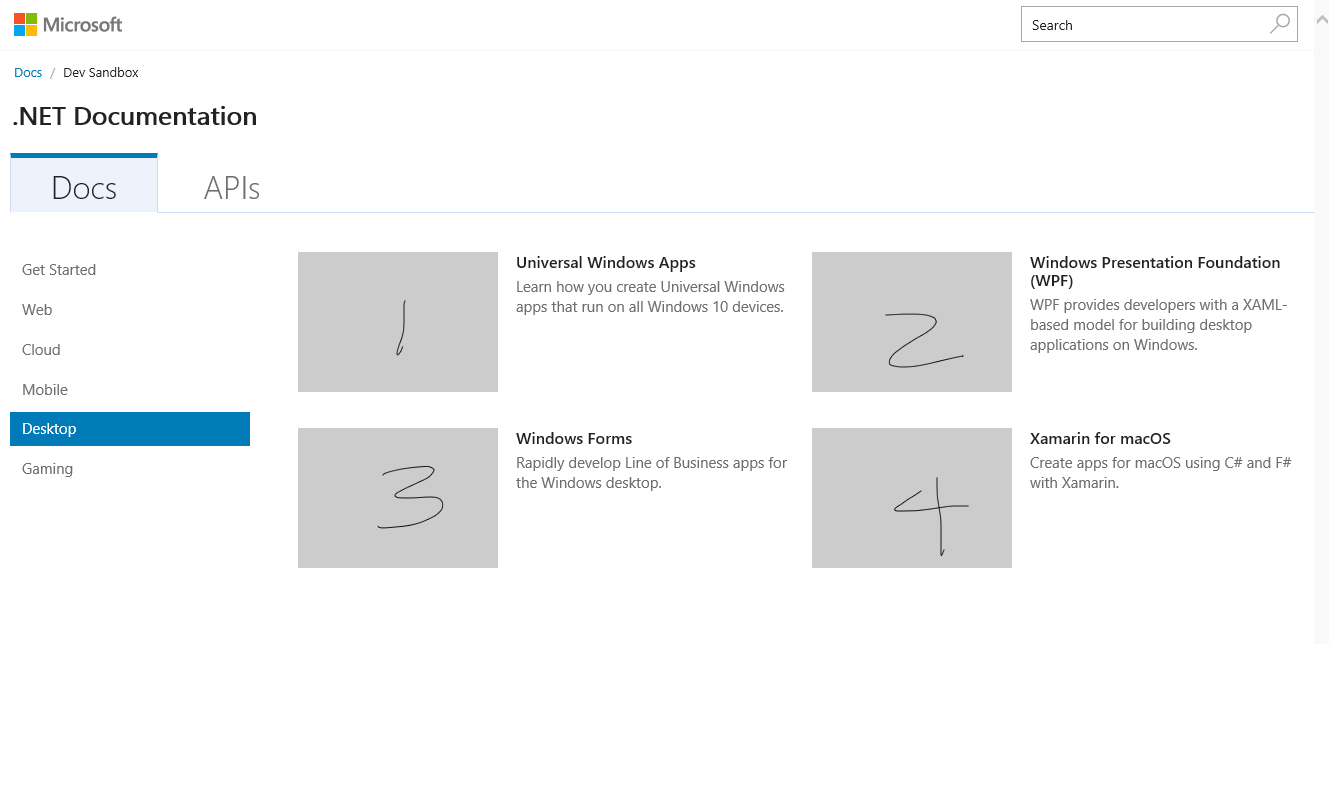 Microsoft
Search
Docs / Dev Sandbox
.NET Documentation
Docs
APIs
Get Started
Web
Cloud
Mobile
Desktop
Gaming
1
Universal Windows Apps
Learn how you create Universal Windows
apps that run on all Windows 10 devices.
2
Windows Presentation Foundation
(WPF)
WPF provides developers with a XAML-
based model for building desktop
applications on Windows.
3
Windows Forms
Rapidly develop Line of Business apps for
the Windows desktop.
4
Xamarin for macOS
Create apps for macOS using C# and F#
with Xamarin.